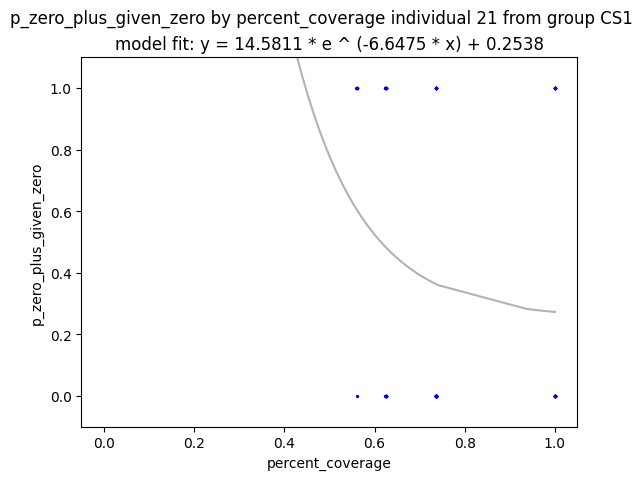 p_zero_plus_given_zero by percent_coverage individual 21 from group CS1
model fit: y = 14.5811 * e ^ (-6.6475 * x) + 0.2538
1.0
0.8
0.6
0.4
0.2
0.0
p_zero_plus_given_zero
0.0 0.2 0.4 0.6 0.8 1.0
percent_coverage